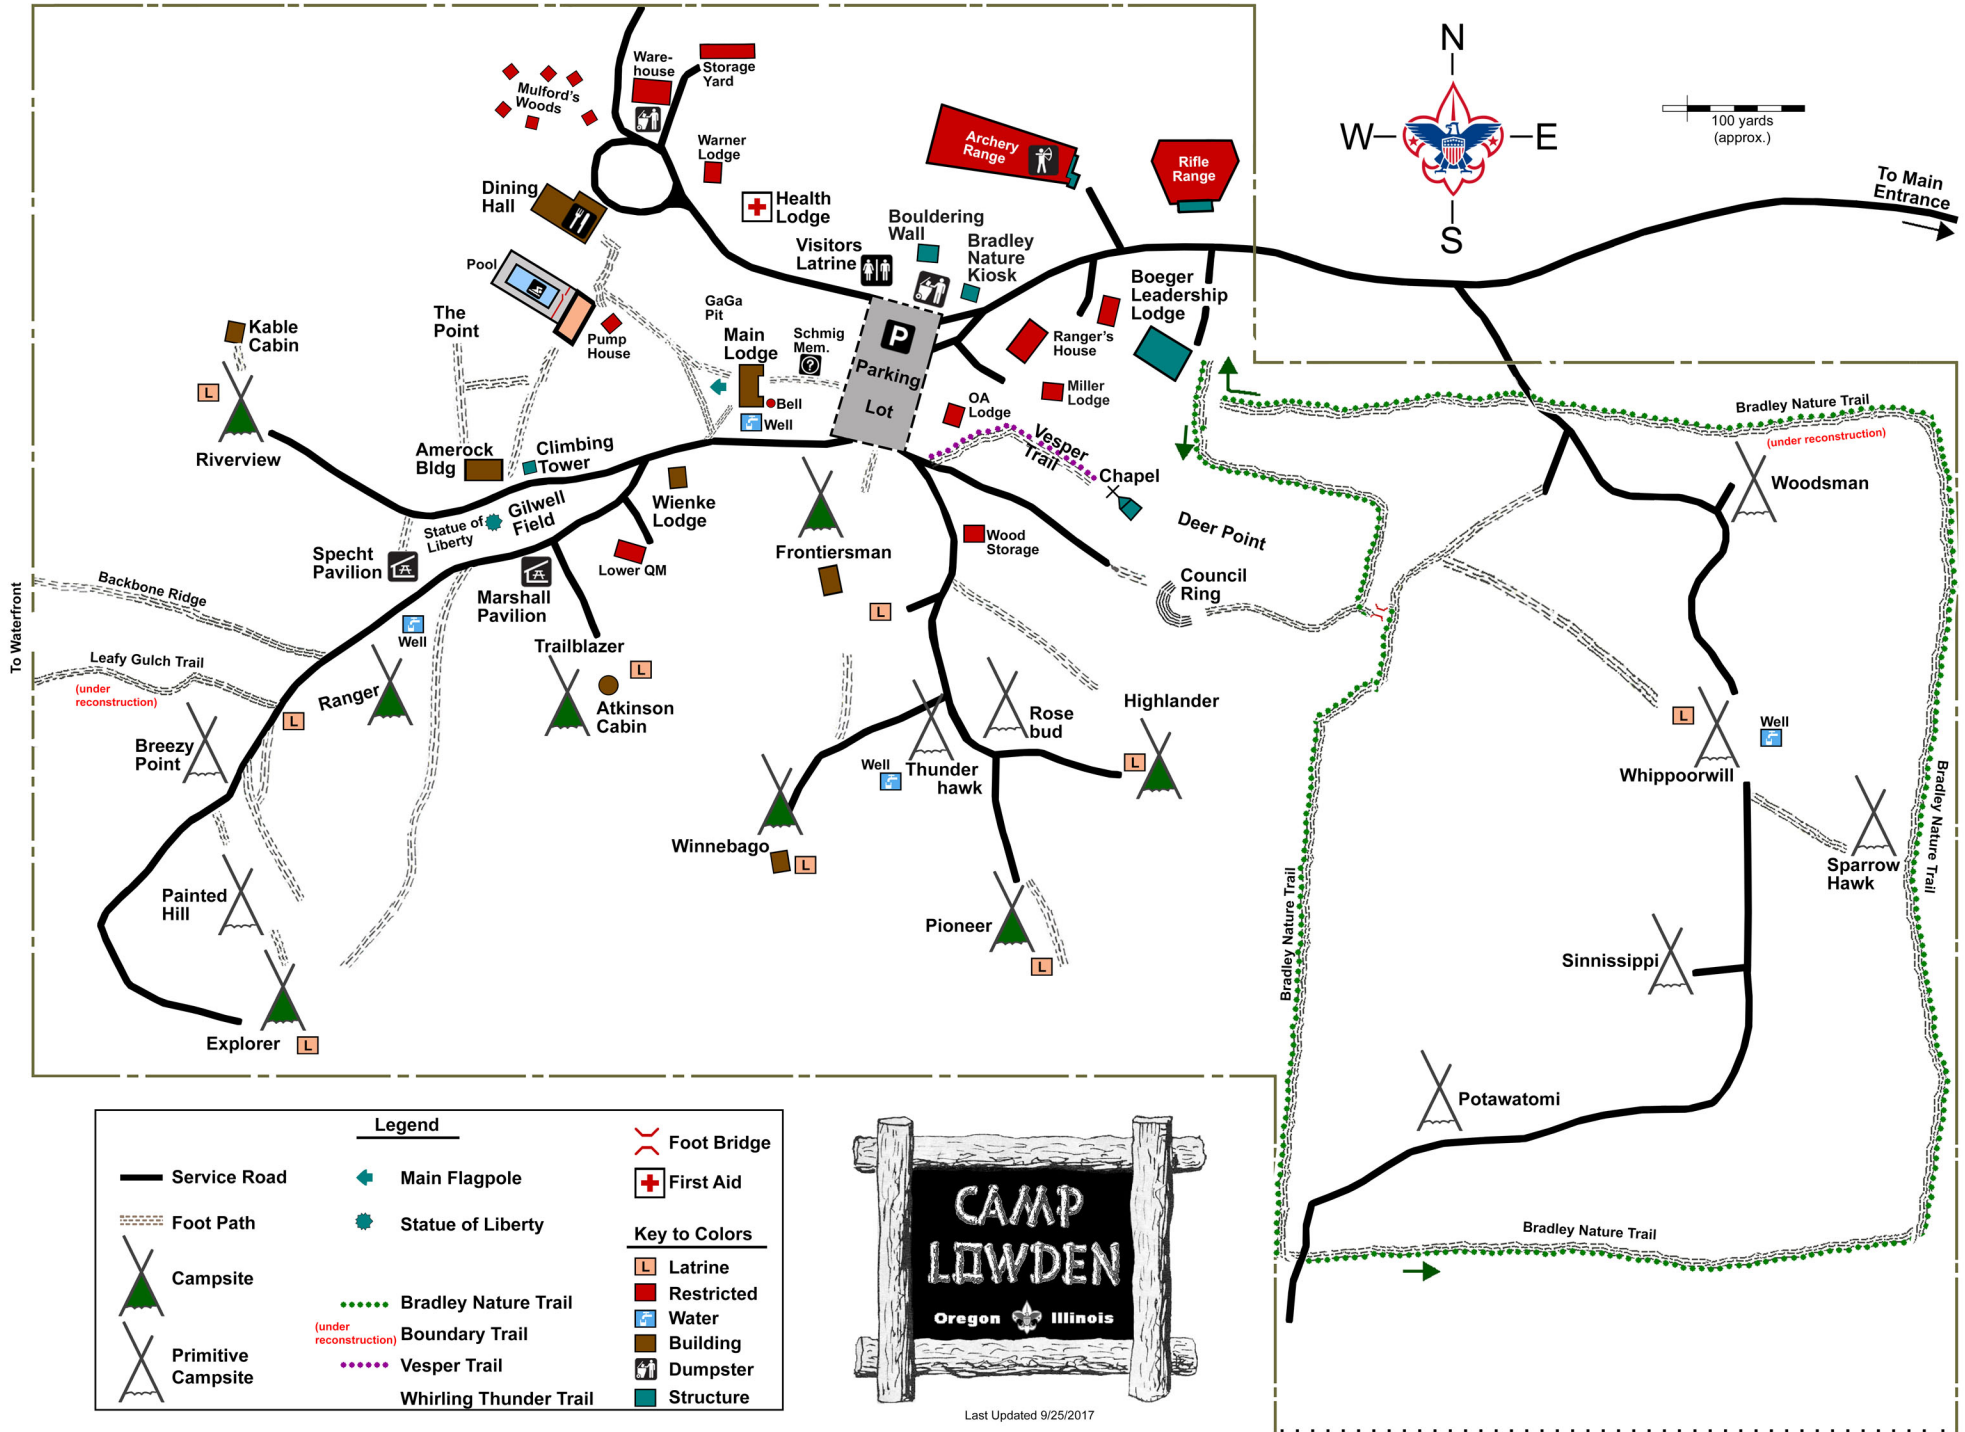 N
W
E
S
100 yards
(approx.)
To Main
Entrance
Ware-
house
Storage
Yard
Mulford's
Woods
Warner
Lodge
Archery
Range
Rifle
Range
Dining
Hall
Health
Lodge
Bouldering
Wall
Visitors
Latrine
Bradley
Nature
Kiosk
Boeger
Leadership
Lodge
Pool
The
Point
GaGa
Pit
Main
Lodge
Schmig
Mem.
?
P
Parking
Lot
Pump
House
Ranger's
House
Kable
Cabin
L
Riverview
Bell
Well
OA
Lodge
Miller
Lodge
Vesper
Trail
Chapel
Bradley Nature Trail
(under reconstruction)
Woodsman
Amerock
Bldg
Climbing
Tower
Wienke
Lodge
Gilwell
Field
Statue of
Liberty
Specht
Pavilion
Marshall
Pavilion
Lower QM
Frontiersman
L
Wood
Storage
Deer Point
Council
Ring
To Waterfront
Backbone Ridge
Leafy Gulch Trail
(under
reconstruction)
Well
Ranger
L
Trailblazer
L
Atkinson
Cabin
Breezy
Point
Rose
bud
Highlander
L
Well
Thunder
hawk
L
Well
Whippoorwill
Winnebago
L
Pioneer
L
Painted
Hill
Explorer
L
Sparrow
Hawk
Bradley Nature Trail
Bradley Nature Trail
Sinnissippi
Potawatomi
Bradley Nature Trail
Legend
Service Road
Foot Path
Campsite
Primitive
Campsite
Main Flagpole
Statue of Liberty
Bradley Nature Trail
(under
reconstruction)
Boundary Trail
Vesper Trail
Whirling Thunder Trail
Foot Bridge
First Aid
Key to Colors
L
Latrine
Restricted
Water
Building
Dumpster
Structure
CAMP
LOWDEN
Oregon Illinois
Last Updated 9/25/2017